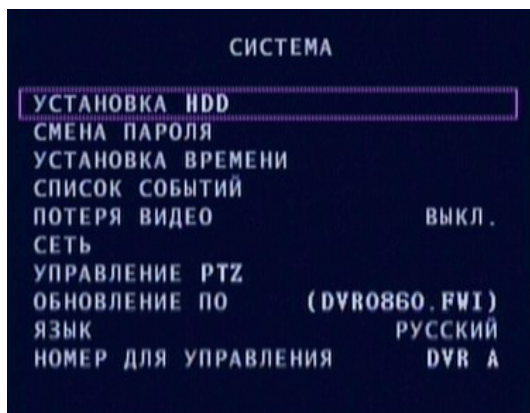 СИСТЕМА
УСТАНОВКА HDD
СМЕНА ПАРОЛЯ
УСТАНОВКА ВРЕМЕНИ
СПИСОК СОБЫТИЙ
ПОТЕРЯ ВИДЕО ВЫКЛ.
СЕТЬ
УПРАВЛЕНИЕ PTZ
ОБНОВЛЕНИЕ ПО (DVR0860.FWI)
ЯЗЫК РУССКИЙ
НОМЕР ДЛЯ УПРАВЛЕНИЯ DVR A